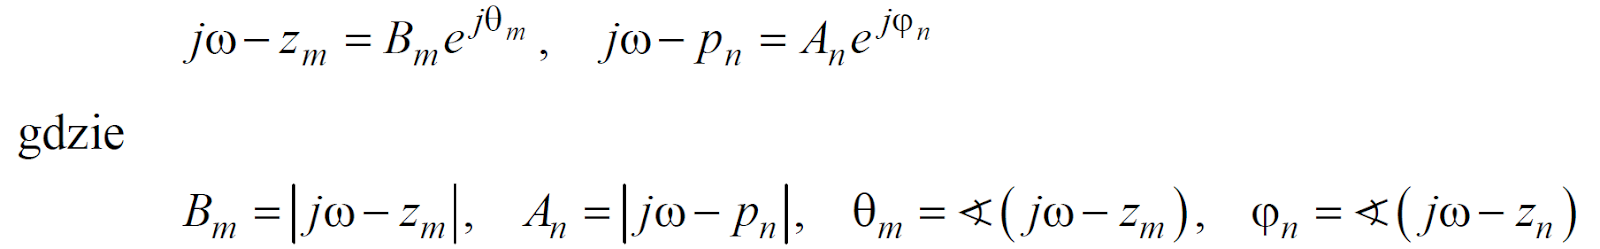 jω − z_m = B_m e^{jθ_m}, jω − p_n = A_n e^{jφ_n}
gdzie
B_m = |jω − z_m|, A_n = |jω − p_n|, θ_m = ∢(jω − z_m), φ_n = ∢(jω − z_n)